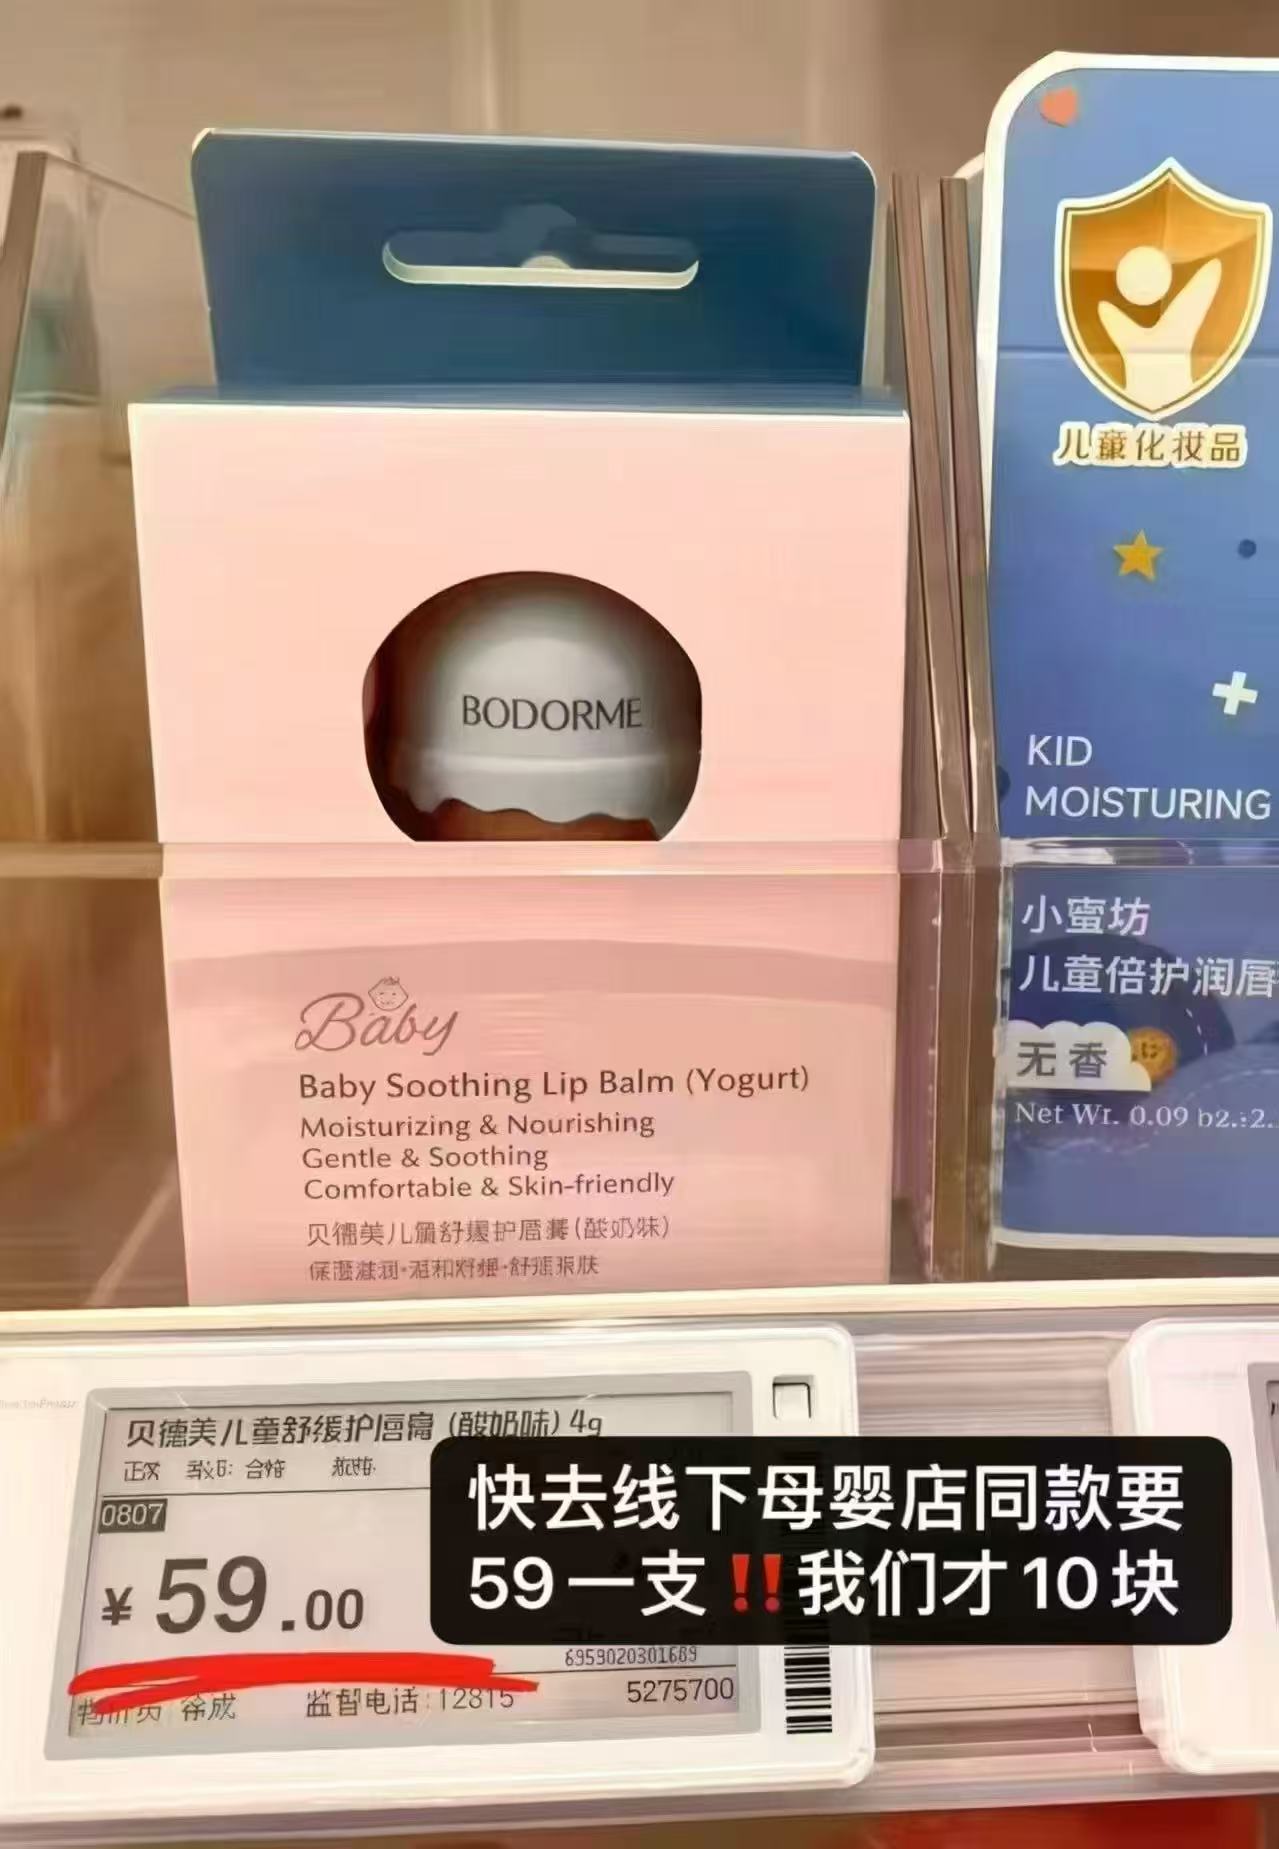 儿童化妆品
BODORME
KID
MOISTURING
小蜜坊
儿童倍护润唇
无香
Net Wt. 0.09
Baby
Baby Soothing Lip Balm (Yogurt)
Moisturizing & Nourishing
Gentle & Soothing
Comfortable & Skin-friendly
贝德美儿童舒缓护唇膏(酸奶味)
贝德美儿童舒缓护唇膏 (酸奶味) 4g
0807
¥59.00
快去线下母婴店同款要
59一支‼️我们才10块
6959020301689
监督电话:12815
5275700